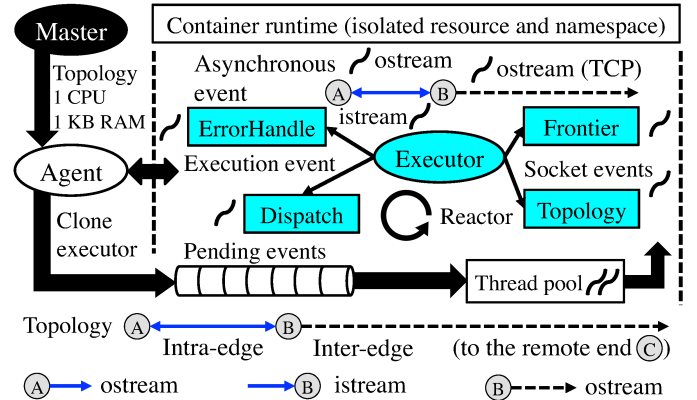 Master
Container runtime (isolated resource and namespace)
Topology
1 CPU
1 KB RAM
Asynchronous
event
ostream
A
B
ostream (TCP)
istream
ErrorHandle
Frontier
Executor
Agent
Execution event
Socket events
Dispatch
Reactor
Topology
Clone
executor
Pending events
Thread pool
Topology
A
B
Intra-edge
Inter-edge
(to the remote end C)
A
ostream
B
istream
B
ostream